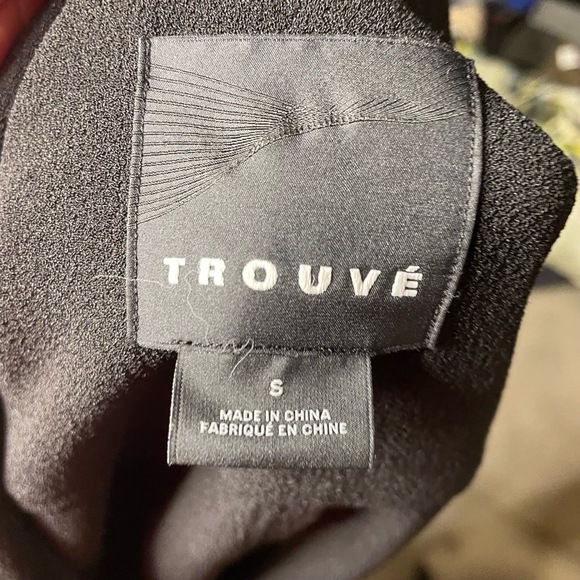 TROUVÉ
S
MADE IN CHINA
FABRIQUÉ EN CHINE